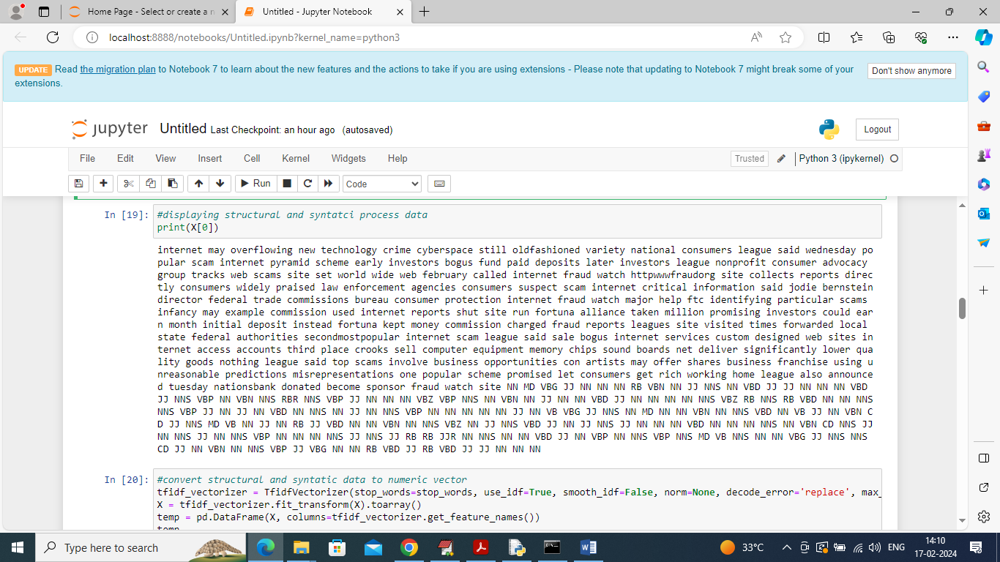 Home Page - Select or create a n
Untitled - Jupyter Notebook
localhost:8888/notebooks/Untitled.ipynb?kernel_name=python3
UPDATE Read the migration plan to Notebook 7 to learn about the new features and the actions to take if you are using extensions - Please note that updating to Notebook 7 might break some of your
extensions.
Don't show anymore
jupyter Untitled Last Checkpoint: an hour ago (autosaved)
Logout
File Edit View Insert Cell Kernel Widgets Help
Trusted
Python 3 (ipykernel)
Run
Code
In [19]: #displaying structural and syntatci process data
print(X[0])
internet may overflowing new technology crime cyberspace still oldfashioned variety national consumers league said wednesday po
pular scam internet pyramid scheme early investors bogus fund paid deposits later investors league nonprofit consumer advocacy
group tracks web scams site set world wide web february called internet fraud watch httpwwwfraudorg site collects reports direc
tly consumers widely praised law enforcement agencies consumers suspect scam internet critical information said jodie bernstein
director federal trade commissions bureau consumer protection internet fraud watch major help ftc identifying particular scams
infancy may example commission used internet reports shut site run fortuna alliance taken million promising investors could ear
n month initial deposit instead fortuna kept money commission charged fraud reports leagues site visited times forwarded local
state federal authorities secondmostpopular internet scam league said sale bogus internet services custom designed web sites in
ternet access accounts third place crooks sell computer equipment memory chips sound boards net deliver significantly lower qua
lity goods nothing league said top scams involve business opportunities con artists may offer shares business franchise using u
nreasonable predictions misrepresentations one popular scheme promised let consumers get rich working home league also announce
d tuesday nationsbank donated become sponsor fraud watch site NN MD VBG JJ NN NN NN RB VBN NN JJ NNS NN VBD JJ JJ NN NN NN VBD
JJ NNS VBP NN VBN NNS RBR NNS VBP JJ NN NN NN VBZ VBP NNS NN VBN NN JJ NN NN VBD JJ NN NN NN NN NNS VBZ RB NNS RB VBD NN NN NNS
NNS VBP JJ NN JJ NN VBD NN NNS NN JJ NN NNS VBP NN NN NN NN NN JJ NN VB VBG JJ NNS NN MD NN NN VBN NN NNS VBD NN VB JJ NN VBN C
D JJ NNS MD VB NN JJ NN RB JJ VBD NN NN VBN NN NNS VBZ NN JJ NNS VBD JJ NN JJ NNS JJ NN NN NN VBD NN NN NN NNS NN VBN CD NNS JJ
NN NNS JJ NN NNS VBP NN NN NN NNS JJ NNS JJ RB RB JJR NN NNS NN NN VBD JJ NN VBP NN NNS VBP NNS MD VB NNS NN NN VBG JJ NNS NNS
CD JJ NN VBN NN NNS VBP JJ VBG NN NN RB VBD JJ RB VBD JJ JJ NN NN NN
In [20]: #convert structural and syntatic data to numeric vector
tfidf_vectorizer = TfidfVectorizer(stop_words=stop_words, use_idf=True, smooth_idf=False, norm=None, decode_error='replace', max_
X = tfidf_vectorizer.fit_transform(X).toarray()
temp = pd.DataFrame(X, columns=tfidf_vectorizer.get_feature_names())
temp
Type here to search
33°C
ENG
14:10
17-02-2024